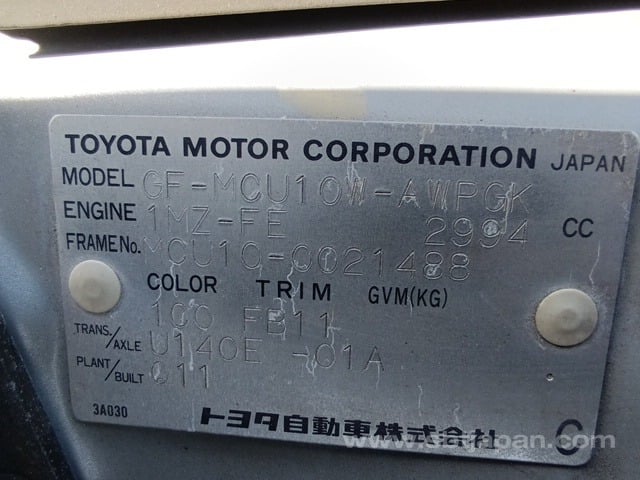 TOYOTA MOTOR CORPORATION JAPAN
MODEL GF-MCU10W-AWPGK
ENGINE 1MZ-FE 2994 CC
FRAME No. MCU10-0021488
COLOR TRIM GVM(KG)
1C0 FB11
TRANS./AXLE U140E -01A
PLANT/BUILT 011
3A030 トヨタ自動車株式会社 C